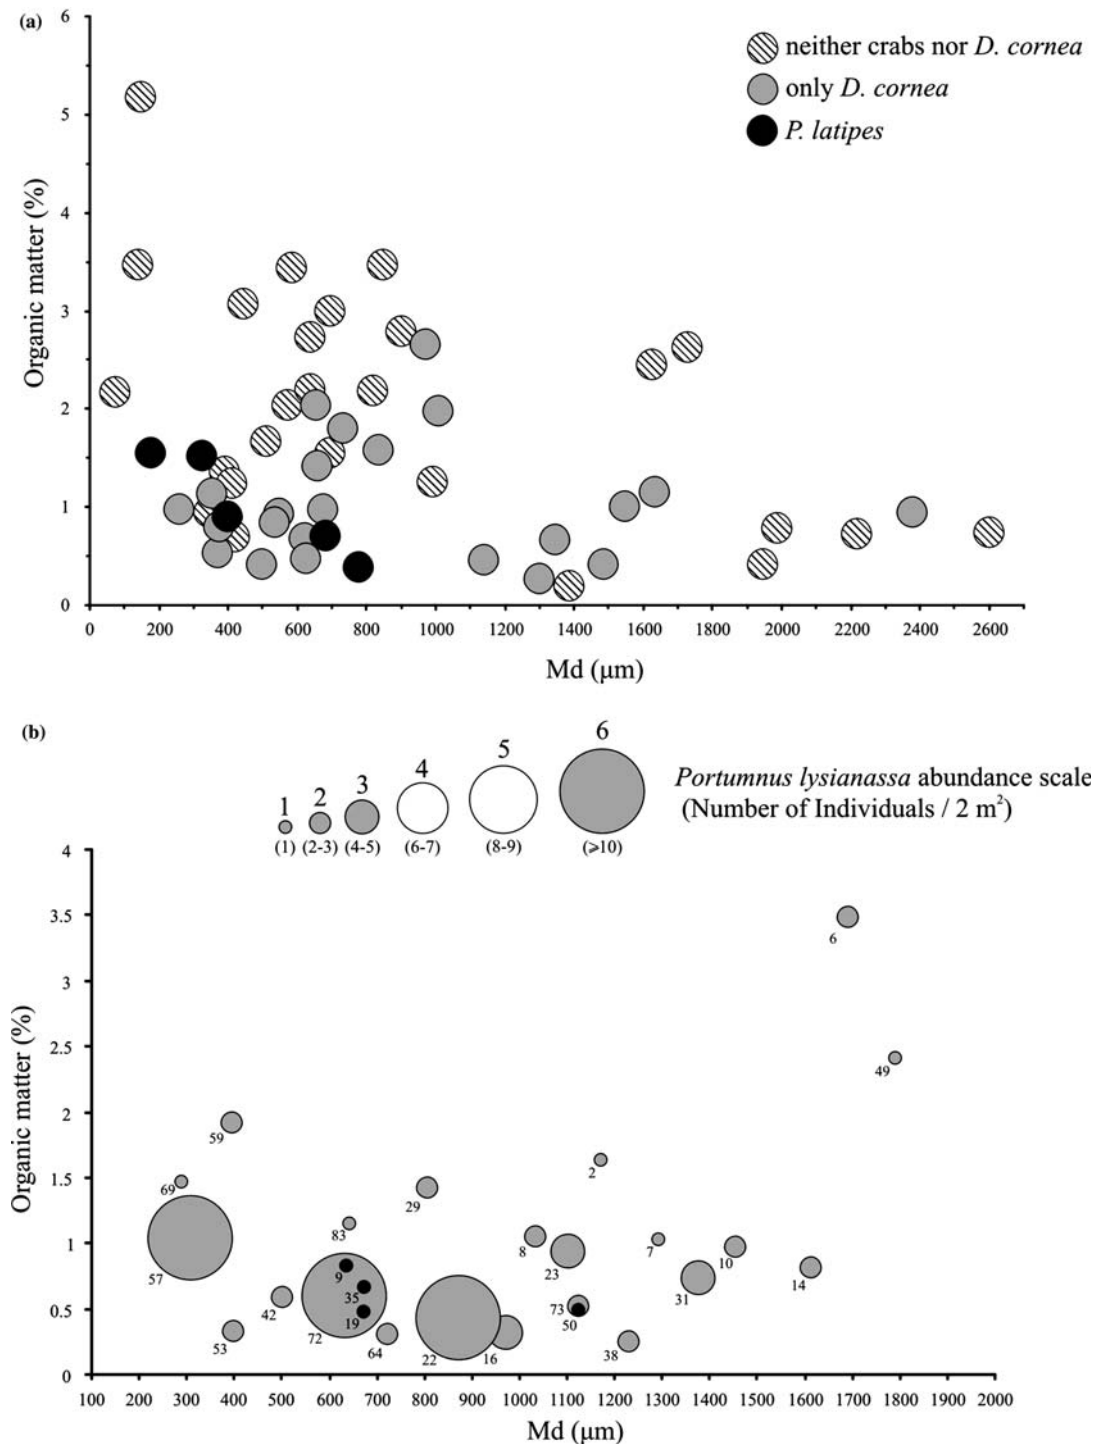 (a)
6
5
4
3
2
1
0
Organic matter (%)
neither crabs nor D. cornea
only D. cornea
P. latipes
0 200 400 600 800 1000 1200 1400 1600 1800 2000 2200 2400 2600
Md (μm)
(b)
1 2 3 4 5 6
(1) (2-3) (4-5) (6-7) (8-9) (⩾10)
Portumnus lysianassa abundance scale
(Number of Individuals / 2 m²)
4
3.5
3
2.5
2
1.5
1
0.5
0
Organic matter (%)
6
49
59
2
69
29
83
8
7
10
23
57
9
14
35
31
42
73
19
50
53
72
64
22
16
38
100 200 300 400 500 600 700 800 900 1000 1100 1200 1300 1400 1500 1600 1700 1800 1900 2000
Md (μm)